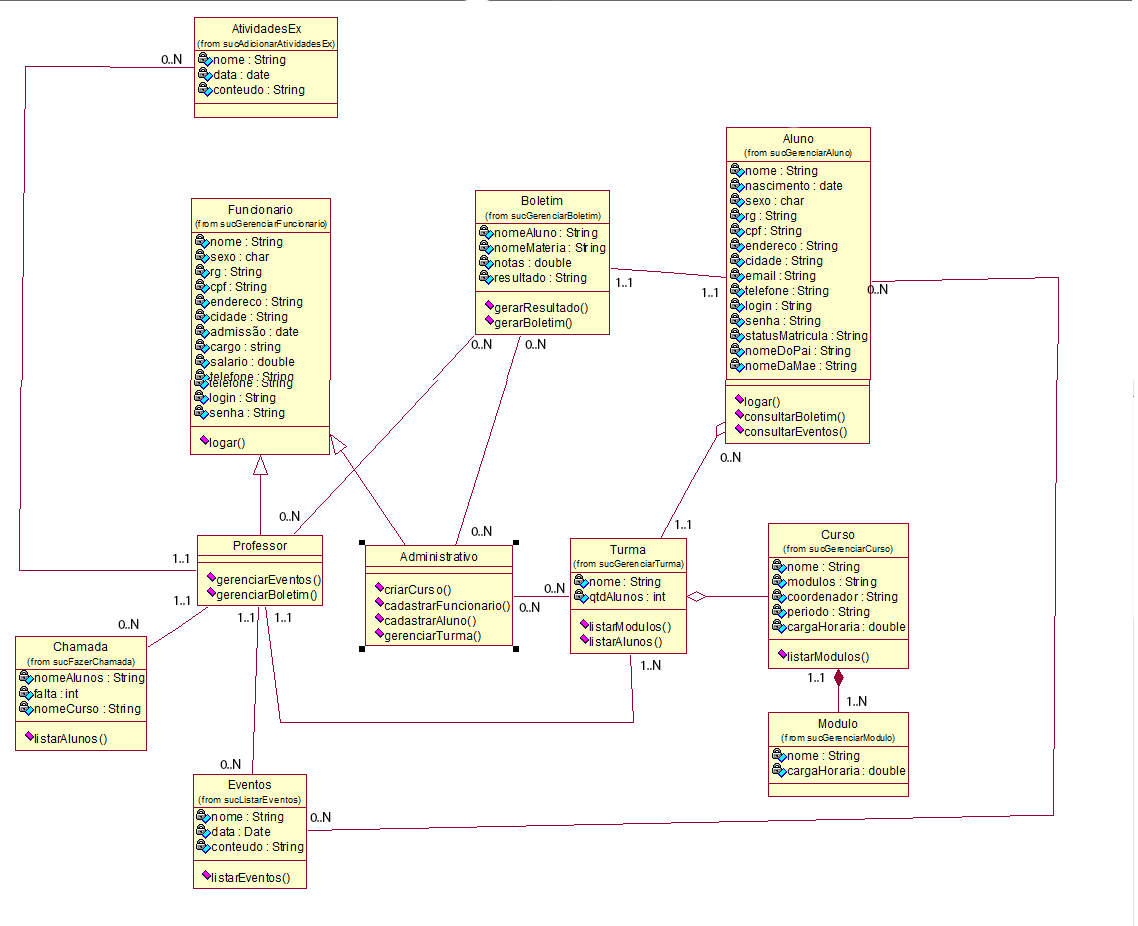 AtividadesEx
(from sucAdicionarAtividadesEx)
nome : String
data : date
conteudo : String
0..N
Aluno
(from sucGerenciarAluno)
nome : String
nascimento : date
sexo : char
rg : String
cpf : String
endereco : String
cidade : String
email : String
telefone : String
login : String
senha : String
statusMatricula : String
nomeDoPai : String
nomeDaMae : String
logar()
consultarBoletim()
consultarEventos()
0..N
0..N
Boletim
(from sucGerenciarBoletim)
nomeAluno : String
nomeMateria : String
notas : double
resultado : String
gerarResultado()
gerarBoletim()
1..1
1..1
0..N
0..N
Funcionario
(from sucGerenciarFuncionario)
nome : String
sexo : char
rg : String
cpf : String
endereco : String
cidade : String
admissão : date
cargo : string
salario : double
telefone : String
telefone : String
login : String
senha : String
logar()
0..N
0..N
1..1
Professor
gerenciarEventos()
gerenciarBoletim()
1..1
1..1
1..1
1..1
Administrativo
criarCurso()
cadastrarFuncionario()
cadastrarAluno()
gerenciarTurma()
0..N
0..N
Turma
(from sucGerenciarTurma)
nome : String
qtdAlunos : int
listarModulos()
listarAlunos()
1..N
Curso
(from sucGerenciarCurso)
nome : String
modulos : String
coordenador : String
periodo : String
cargaHoraria : double
listarModulos()
1..1
1..N
Modulo
(from sucGerenciarModulo)
nome : String
cargaHoraria : double
0..N
Chamada
(from sucFazerChamada)
nomeAlunos : String
falta : int
nomeCurso : String
listarAlunos()
0..N
Eventos
(from sucListarEventos)
nome : String
data : Date
conteudo : String
listarEventos()
0..N